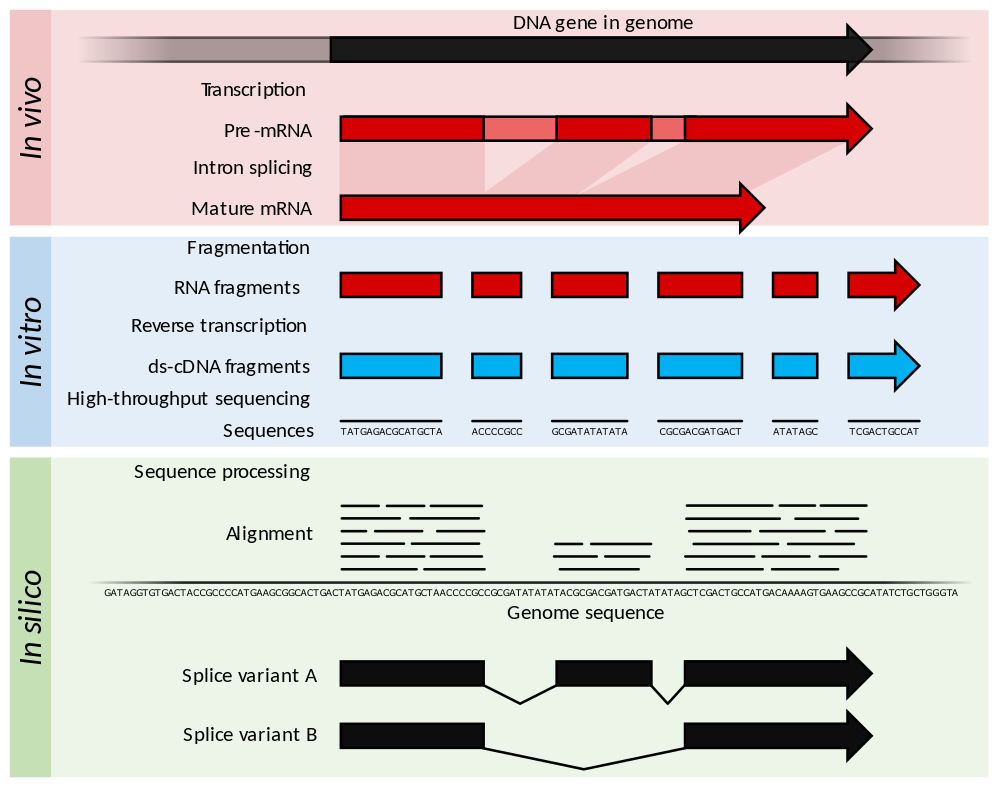 In vivo
DNA gene in genome
Transcription
Pre-mRNA
Intron splicing
Mature mRNA
In vitro
Fragmentation
RNA fragments
Reverse transcription
ds-cDNA fragments
High-throughput sequencing
Sequences TATGAGACGCATGCTA ACCCCGCC GCGATATATATA CGCGACGATGACT ATATAGC TCGACTGCCAT
In silico
Sequence processing
Alignment
GATAGGTGTGACTACCGCCCCATGAAGCGGCACTGACTATGAGACGCATGCTAACCCCGCCGCGATATATATACGCGACGATGACTATATAGCTCGACTGCCATGACAAAAGTGAAGCCGCATATCTGCTGGGTA
Genome sequence
Splice variant A
Splice variant B